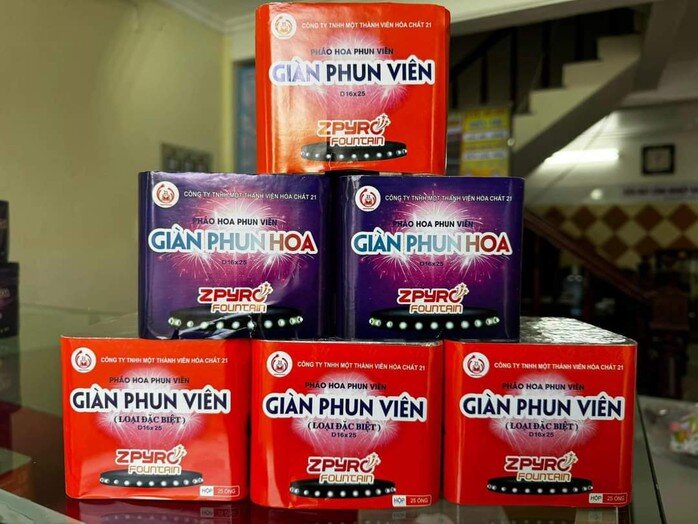 CÔNG TY TNHH MỘT THÀNH VIÊN HÓA CHẤT 21
PHÁO HOA PHUN VIÊN
GIÀN PHUN VIÊN
D16x25
ZPYRO
FOUNTAIN
CÔNG TY TNHH MỘT THÀNH VIÊN HÓA CHẤT 21
PHÁO HOA PHUN VIÊN
GIÀN PHUN HOA
D16x25
ZPYRO
FOUNTAIN
CÔNG TY TNHH MỘT THÀNH VIÊN HÓA CHẤT 21
PHÁO HOA PHUN VIÊN
GIÀN PHUN HOA
D16x25
ZPYRO
FOUNTAIN
CÔNG TY TNHH MỘT THÀNH VIÊN HÓA CHẤT 21
PHÁO HOA PHUN VIÊN
GIÀN PHUN VIÊN
( LOẠI ĐẶC BIỆT )
D16x25
ZPYRO
FOUNTAIN
HỘP 25 ỐNG
CÔNG TY TNHH MỘT THÀNH VIÊN HÓA CHẤT 21
PHÁO HOA PHUN VIÊN
GIÀN PHUN VIÊN
( LOẠI ĐẶC BIỆT )
D16x25
ZPYRO
FOUNTAIN
HỘP 25 ỐNG
CÔNG TY TNHH MỘT THÀNH VIÊN HÓA CHẤT 21
PHÁO HOA PHUN VIÊN
GIÀN PHUN VIÊN
( LOẠI ĐẶC BIỆT )
D16x25
ZPYRO
FOUNTAIN
HỘP 25 ỐNG